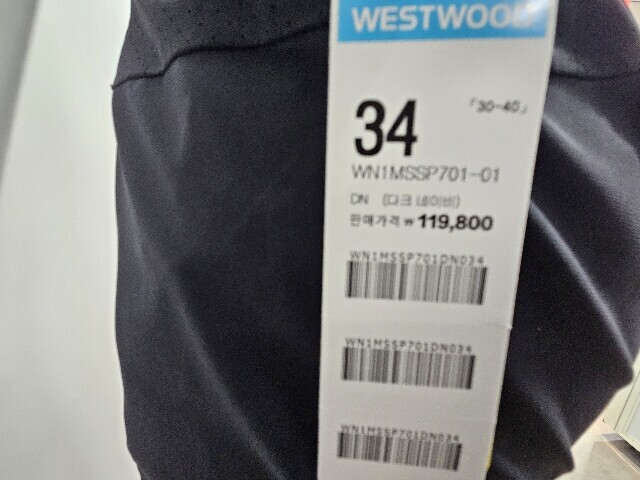 WESTWOOD
「30-40」
34
WN1MSSP701-01
DN (다크 네이비)
판매가격 ₩119,800
WN1MSSP701DN034
WN1MSSP701DN034
WN1MSSP701DN034